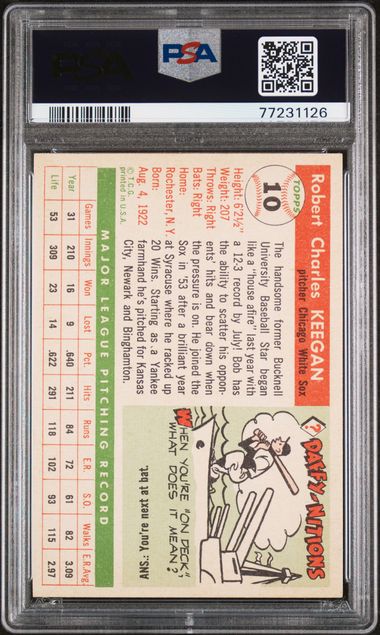 PSA
PSA
77231126
TOPPS
10
Robert Charles KEEGAN
pitcher Chicago White Sox
Height: 6'2½"
Weight: 207
Throws: Right
Bats: Right
Home:
Rochester, N. Y.
Born:
Aug. 4, 1922
© T. C. G.
printed in U.S.A.
The handsome former Bucknell
University Baseball Star began
like a "house afire" last year with
a 12-3 record by July! Bob has
the ability to scatter his oppon-
ents' hits and bear down when
the pressure is on. He joined the
Sox in '53 after a brilliant year
at Syracuse when he racked up
20 Wins. Starting as a Yankee
farmhand he's pitched for Kansas
City, Newark and Binghamton.
? DAFFY-NITIONS
WHEN YOU'RE "ON DECK"
WHAT DOES IT MEAN?
ANS.: You're next at bat.
MAJOR LEAGUE PITCHING RECORD
Games Innings Won Lost Pct. Hits Runs E.R. S.O. Walks E.R.Avg.
Year 31 210 16 9 .640 211 84 72 61 82 3.09
Life 53 309 23 14 .622 291 118 102 93 115 2.97